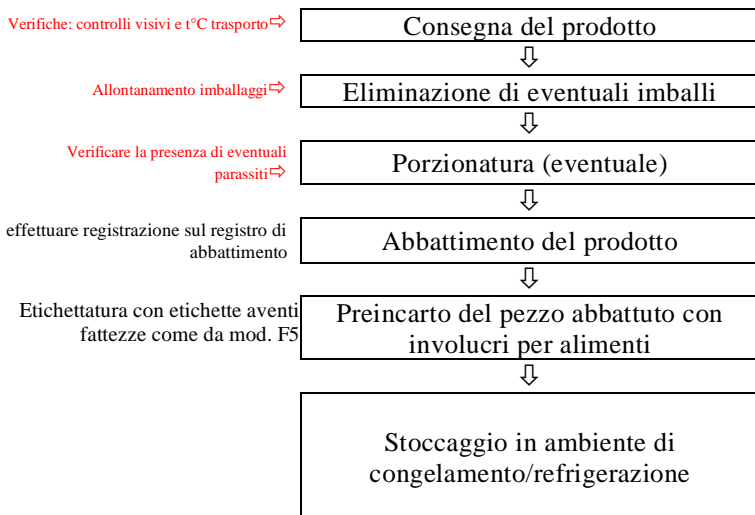 Verifiche: controlli visivi e t°C trasporto⇨
Consegna del prodotto
Allontanamento imballaggi⇨
Eliminazione di eventuali imballi
Verificare la presenza di eventuali
parassiti⇨
Porzionatura (eventuale)
effettuare registrazione sul registro di
abbattimento
Abbattimento del prodotto
Etichettatura con etichette aventi
fattezze come da mod. F5
Preincarto del pezzo abbattuto con
involucri per alimenti
Stoccaggio in ambiente di
congelamento/refrigerazione